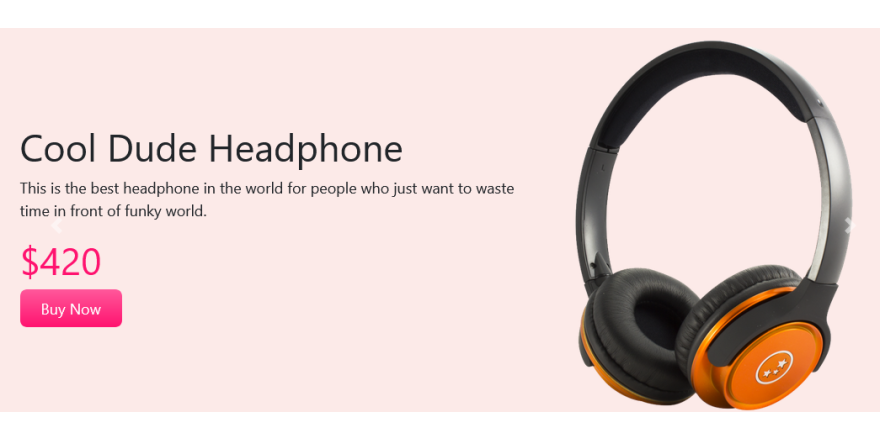 Cool Dude Headphone
This is the best headphone in the world for people who just want to waste
time in front of funky world.
$420
Buy Now